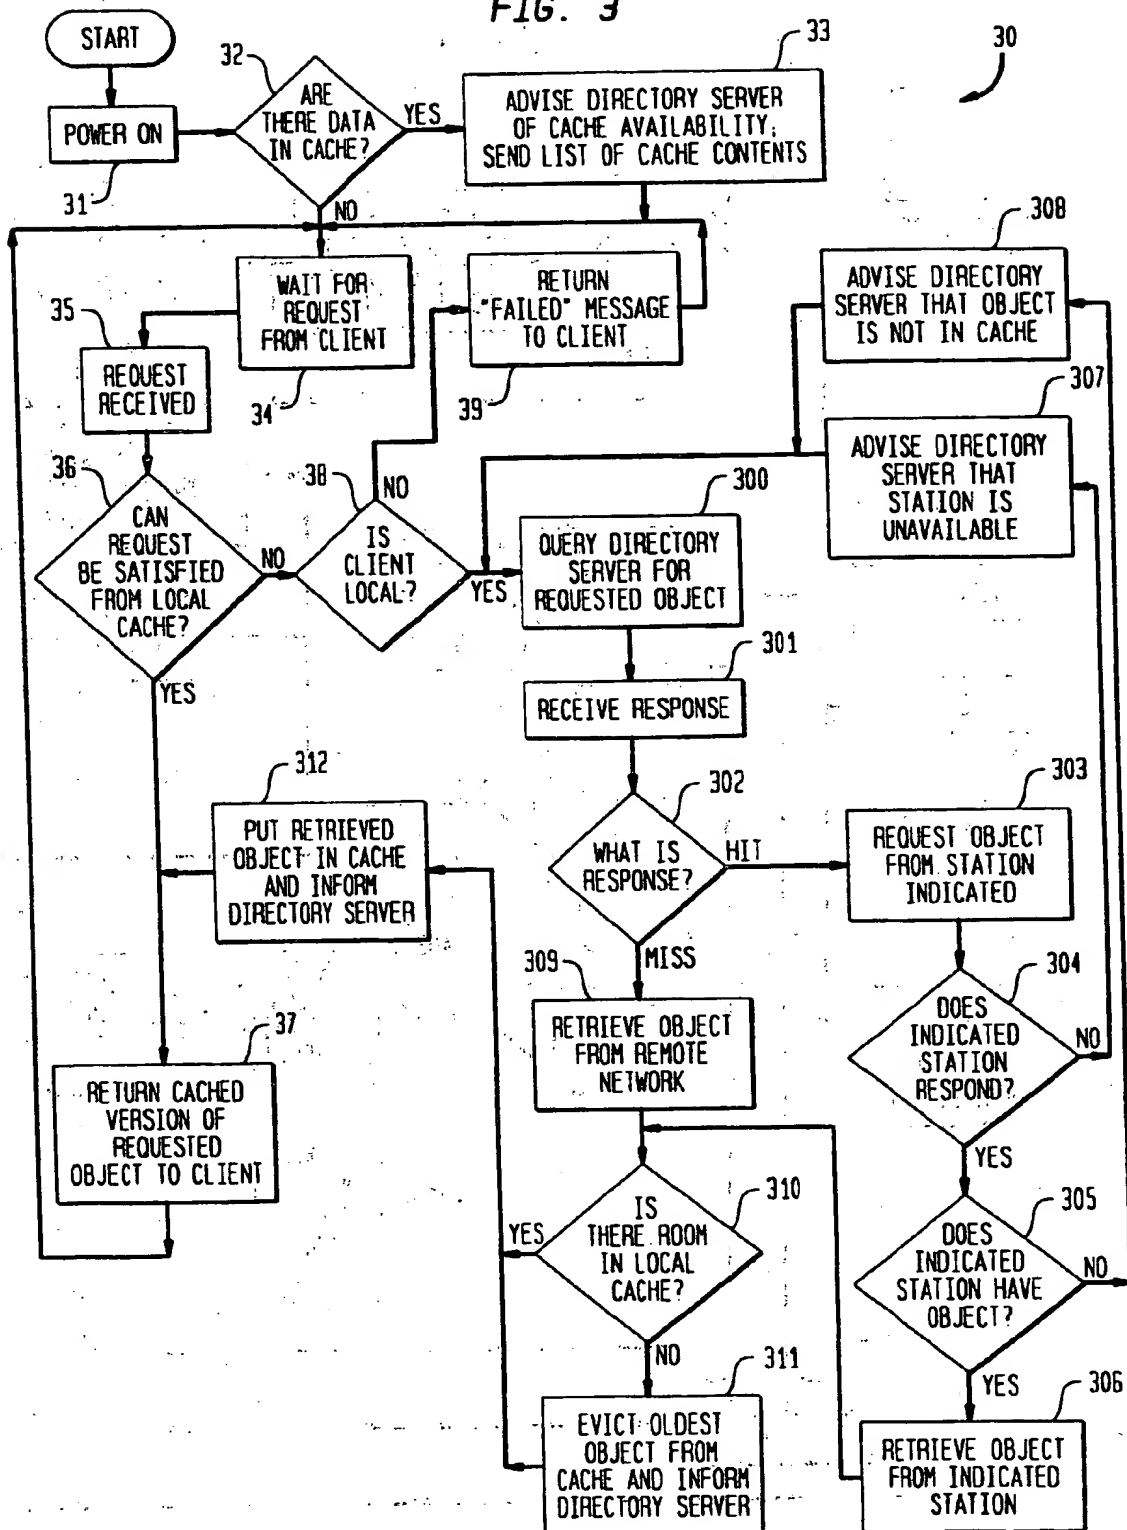 FIG. 3
START
30
POWER ON
31
32
ARE
THERE DATA
IN CACHE?
YES
NO
33
ADVISE DIRECTORY SERVER
OF CACHE AVAILABILITY;
SEND LIST OF CACHE CONTENTS
WAIT FOR
REQUEST
FROM CLIENT
34
35
REQUEST
RECEIVED
36
CAN
REQUEST
BE SATISFIED
FROM LOCAL
CACHE?
NO
YES
38
IS
CLIENT
LOCAL?
NO
YES
RETURN
"FAILED" MESSAGE
TO CLIENT
39
308
ADVISE DIRECTORY
SERVER THAT OBJECT
IS NOT IN CACHE
307
ADVISE DIRECTORY
SERVER THAT
STATION IS
UNAVAILABLE
300
QUERY DIRECTORY
SERVER FOR
REQUESTED OBJECT
301
RECEIVE RESPONSE
302
WHAT IS
RESPONSE?
HIT
MISS
303
REQUEST OBJECT
FROM STATION
INDICATED
304
DOES
INDICATED
STATION
RESPOND?
NO
YES
305
DOES
INDICATED
STATION HAVE
OBJECT?
NO
YES
306
RETRIEVE OBJECT
FROM INDICATED
STATION
309
RETRIEVE OBJECT
FROM REMOTE
NETWORK
310
IS
THERE ROOM
IN LOCAL
CACHE?
YES
NO
311
EVICT OLDEST
OBJECT FROM
CACHE AND INFORM
DIRECTORY SERVER
312
PUT RETRIEVED
OBJECT IN CACHE
AND INFORM
DIRECTORY SERVER
37
RETURN CACHED
VERSION OF
REQUESTED
OBJECT TO CLIENT